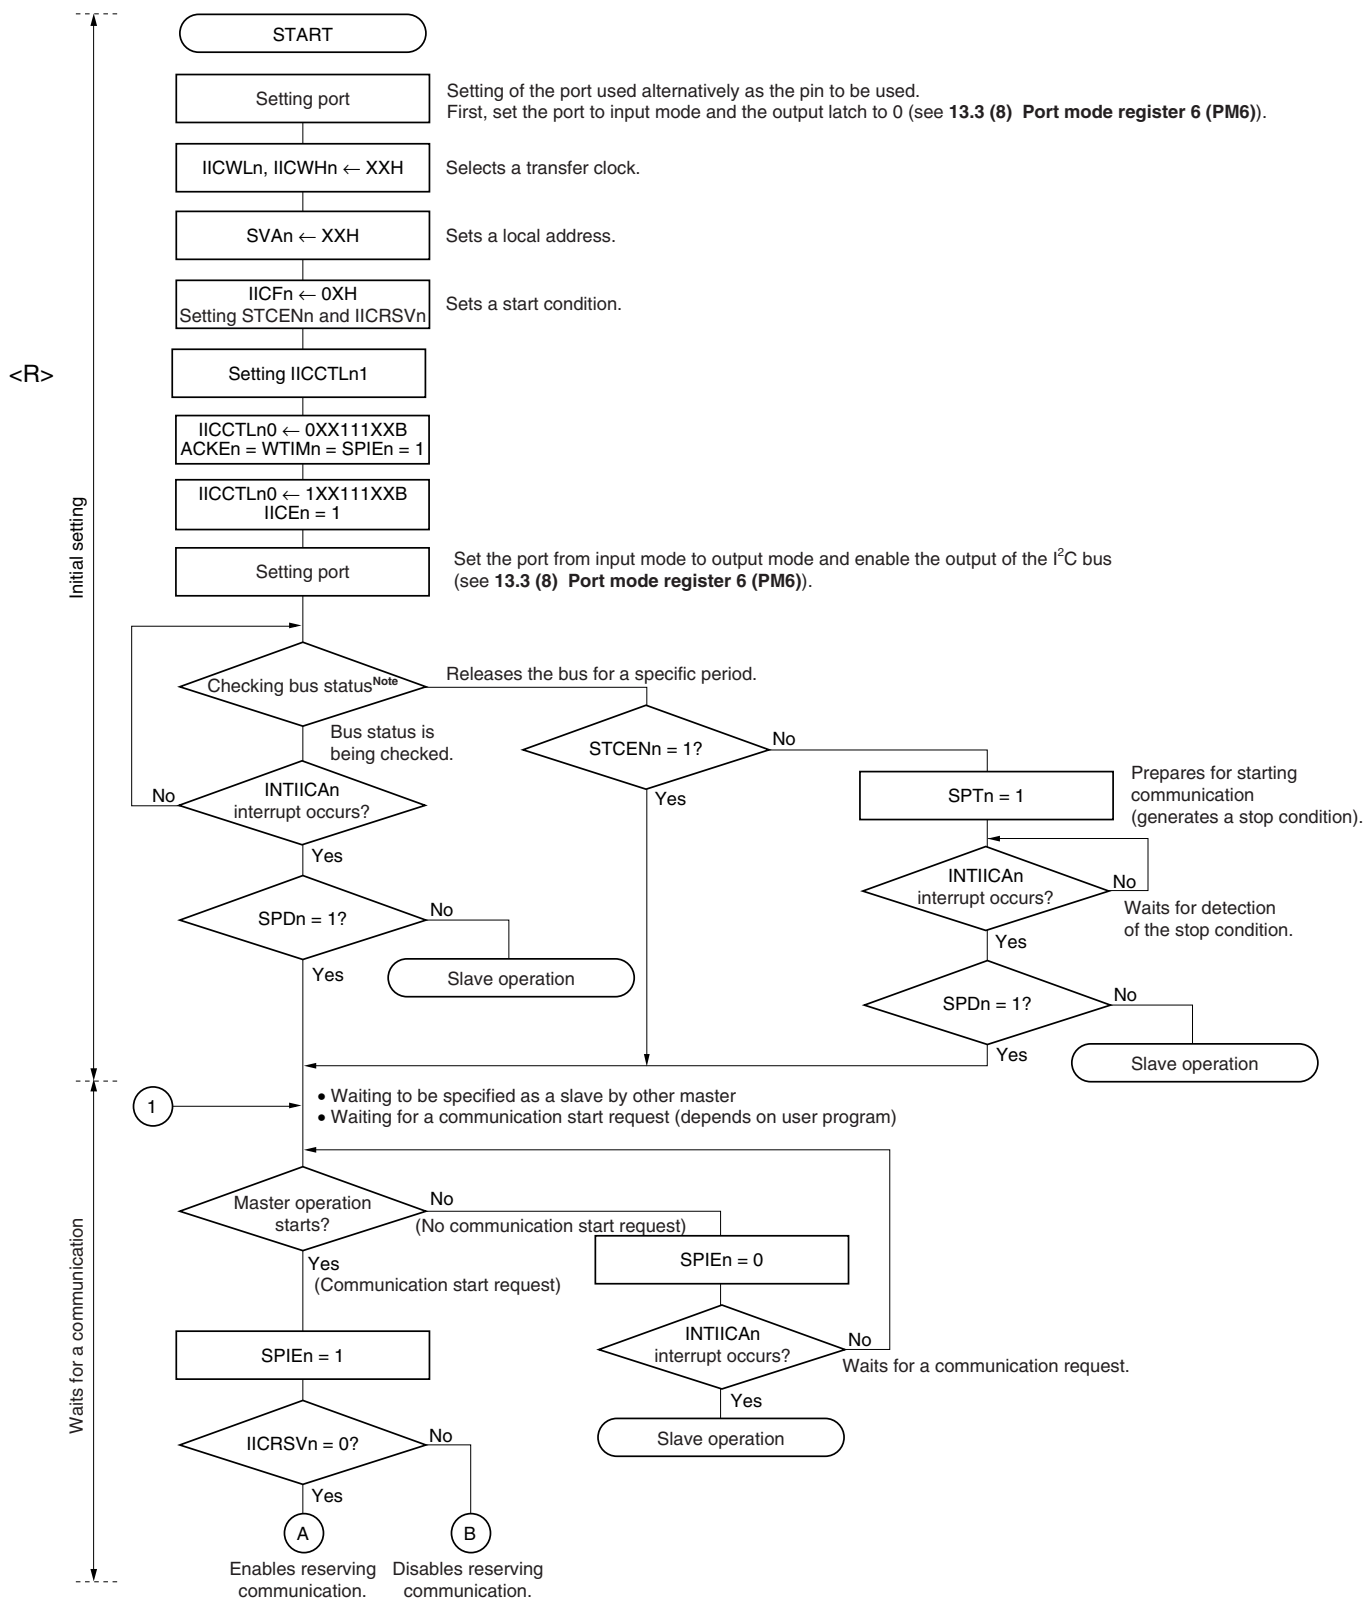 START
Setting port
Setting of the port used alternatively as the pin to be used.
First, set the port to input mode and the output latch to 0 (see 13.3 (8) Port mode register 6 (PM6)).
IICWLn, IICWHn ← XXH
Selects a transfer clock.
SVAn ← XXH
Sets a local address.
IICFn ← 0XH
Setting STCENn and IICRSVn
Sets a start condition.
<R>
Setting IICCTLn1
IICCTLn0 ← 0XX111XXB
ACKEn = WTIMn = SPIEn = 1
IICCTLn0 ← 1XX111XXB
IICEn = 1
Initial setting
Setting port
Set the port from input mode to output mode and enable the output of the I²C bus
(see 13.3 (8) Port mode register 6 (PM6)).
Checking bus statusNote
Releases the bus for a specific period.
Bus status is
being checked.
STCENn = 1?
No
Yes
SPTn = 1
Prepares for starting
communication
(generates a stop condition).
INTIICAn
interrupt occurs?
No
Yes
INTIICAn
interrupt occurs?
No
Waits for detection
of the stop condition.
Yes
SPDn = 1?
No
Yes
Slave operation
SPDn = 1?
No
Yes
Slave operation
1
• Waiting to be specified as a slave by other master
• Waiting for a communication start request (depends on user program)
Waits for a communication
Master operation
starts?
No
(No communication start request)
Yes
(Communication start request)
SPIEn = 0
INTIICAn
interrupt occurs?
No
Waits for a communication request.
Yes
Slave operation
SPIEn = 1
IICRSVn = 0?
No
Yes
A
B
Enables reserving
communication.
Disables reserving
communication.